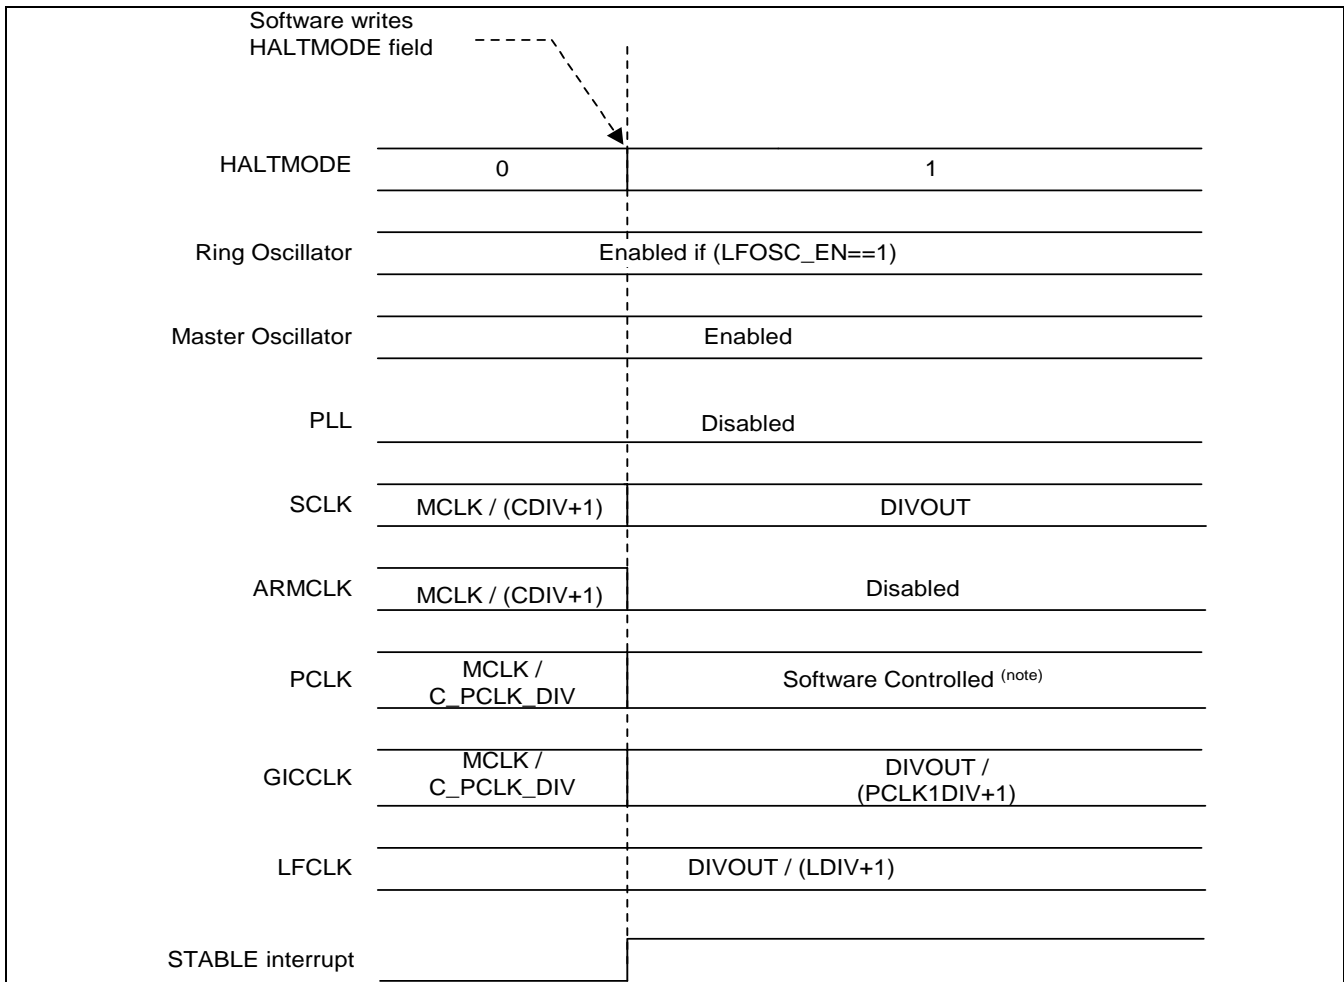 Software writes
HALTMODE field
HALTMODE
0
1
Ring Oscillator
Enabled if (LFOSC_EN==1)
Master Oscillator
Enabled
PLL
Disabled
SCLK
MCLK / (CDIV+1)
DIVOUT
ARMCLK
MCLK / (CDIV+1)
Disabled
PCLK
MCLK /
C_PCLK_DIV
Software Controlled (note)
GICCLK
MCLK /
C_PCLK_DIV
DIVOUT /
(PCLK1DIV+1)
LFCLK
DIVOUT / (LDIV+1)
STABLE interrupt